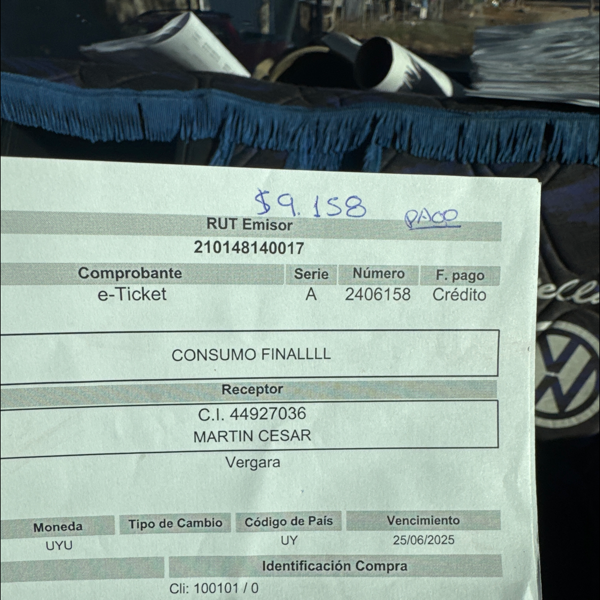 $9.158 PAGO
RUT Emisor
210148140017
Comprobante Serie Número F. pago
e-Ticket A 2406158 Crédito
CONSUMO FINALLLL
Receptor
C.I. 44927036
MARTIN CESAR
Vergara
Moneda Tipo de Cambio Código de País Vencimiento
UYU UY 25/06/2025
Identificación Compra
Cli: 100101 / 0